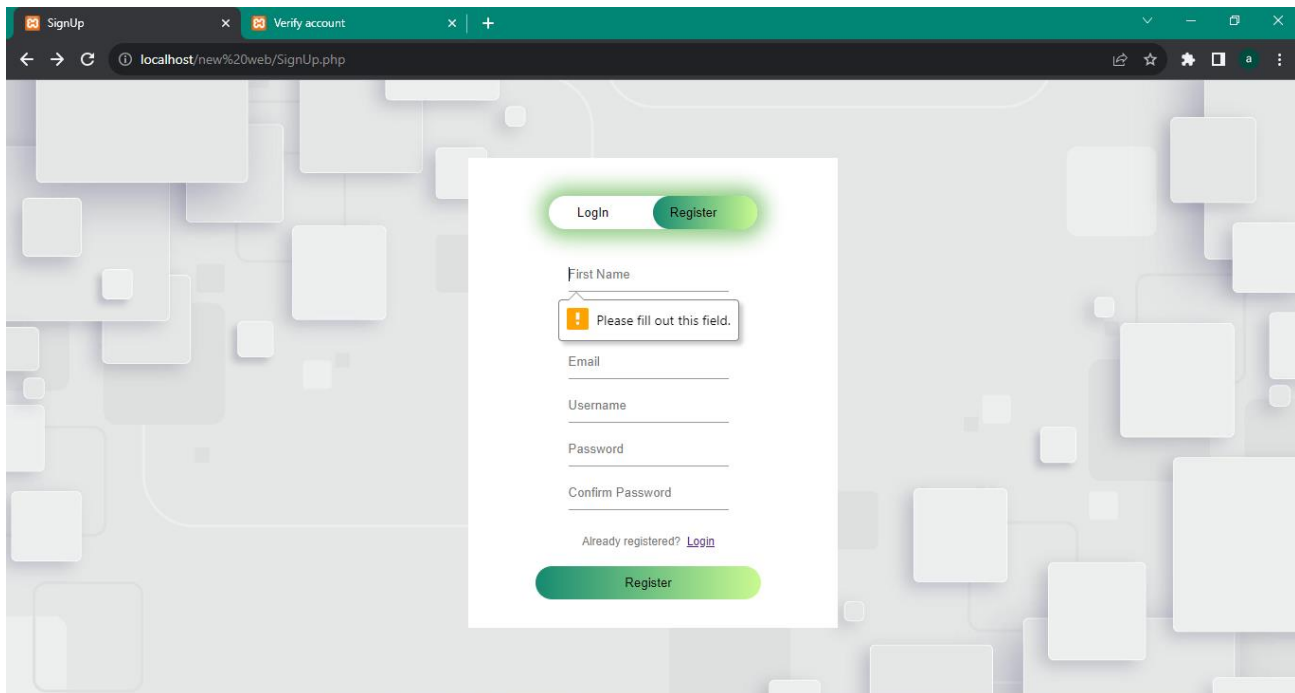 SignUp
Verify account
localhost/new%20web/SignUp.php
a
LogIn
Register
First Name
Please fill out this field.
Email
Username
Password
Confirm Password
Already registered? Login
Register